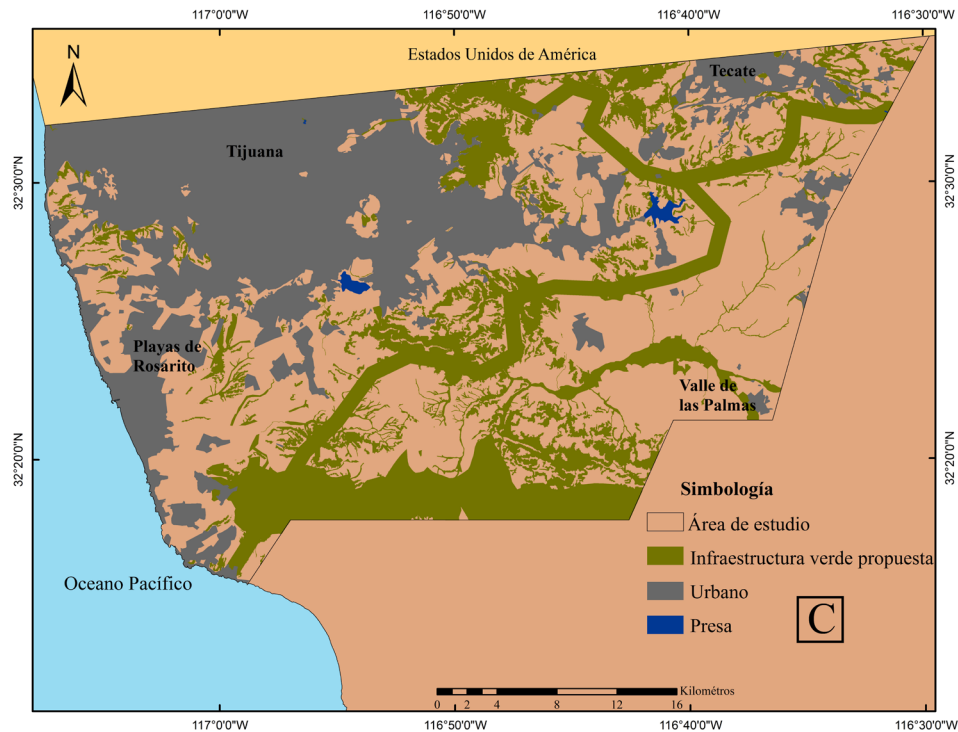 117°0'0"W 116°50'0"W 116°40'0"W 116°30'0"W
N
Estados Unidos de América
Tecate
Tijuana
32°30'0"N
32°30'0"N
Playas de
Rosarito
Valle de
las Palmas
32°20'0"N
32°20'0"N
Simbología
Área de estudio
Infraestructura verde propuesta
Urbano
Presa
Oceano Pacífico
C
Kilométros
0 2 4 8 12 16
117°0'0"W 116°50'0"W 116°40'0"W 116°30'0"W